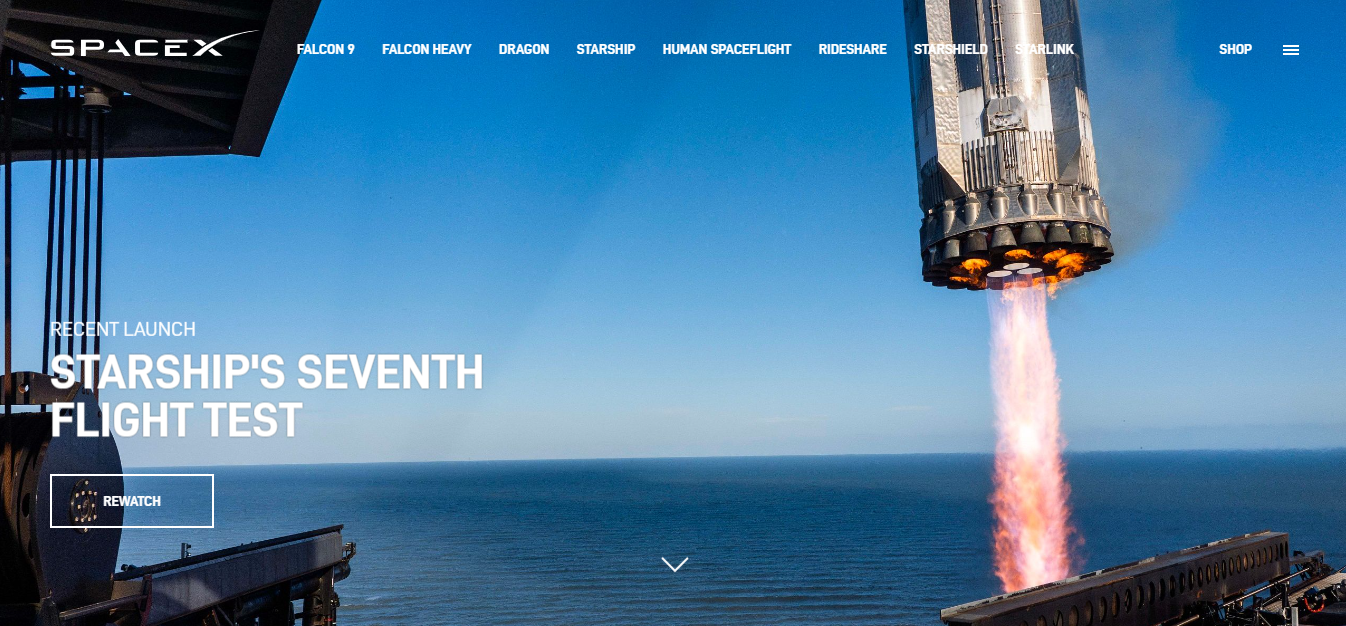 SPACEX
FALCON 9
FALCON HEAVY
DRAGON
STARSHIP
HUMAN SPACEFLIGHT
RIDESHARE
STARSHIELD
STARLINK
SHOP
RECENT LAUNCH
STARSHIP'S SEVENTH
FLIGHT TEST
REWATCH